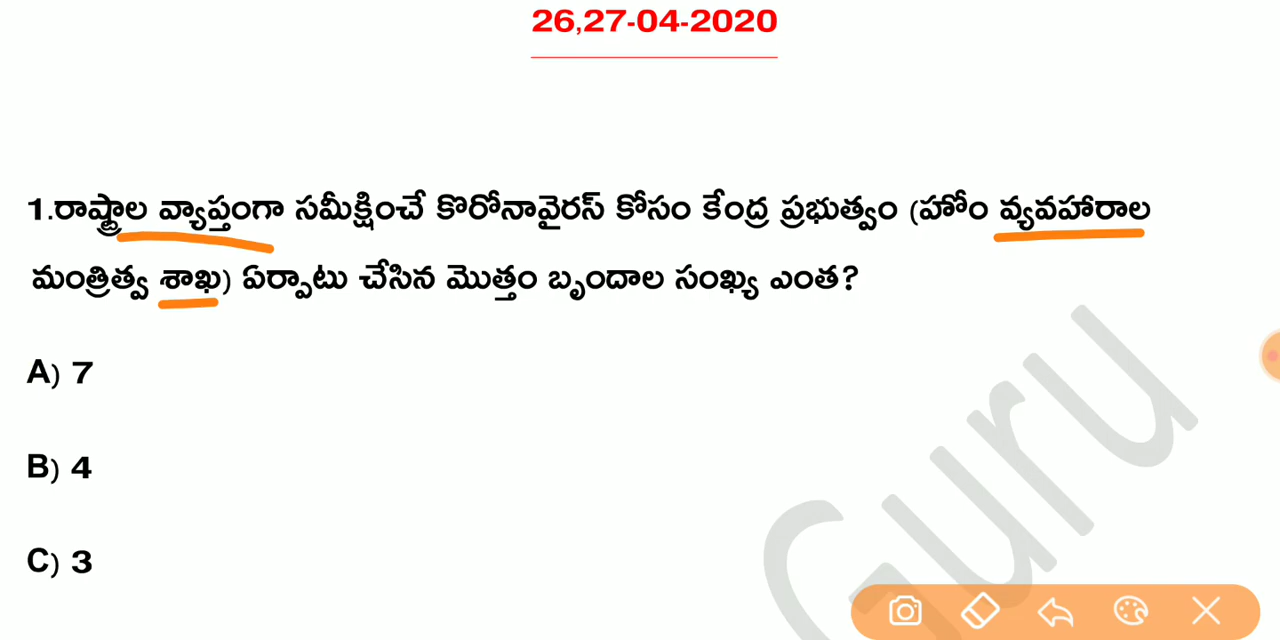 26,27-04-2020
1.రాష్ట్రాల వ్యాప్తంగా సమీక్షించే కొరోనావైరస్ కోసం కేంద్ర ప్రభుత్వం (హోం వ్యవహారాల
మంత్రిత్వ శాఖ) ఏర్పాటు చేసిన మొత్తం బృందాల సంఖ్య ఎంత?
A) 7
B) 4
C) 3
Guru